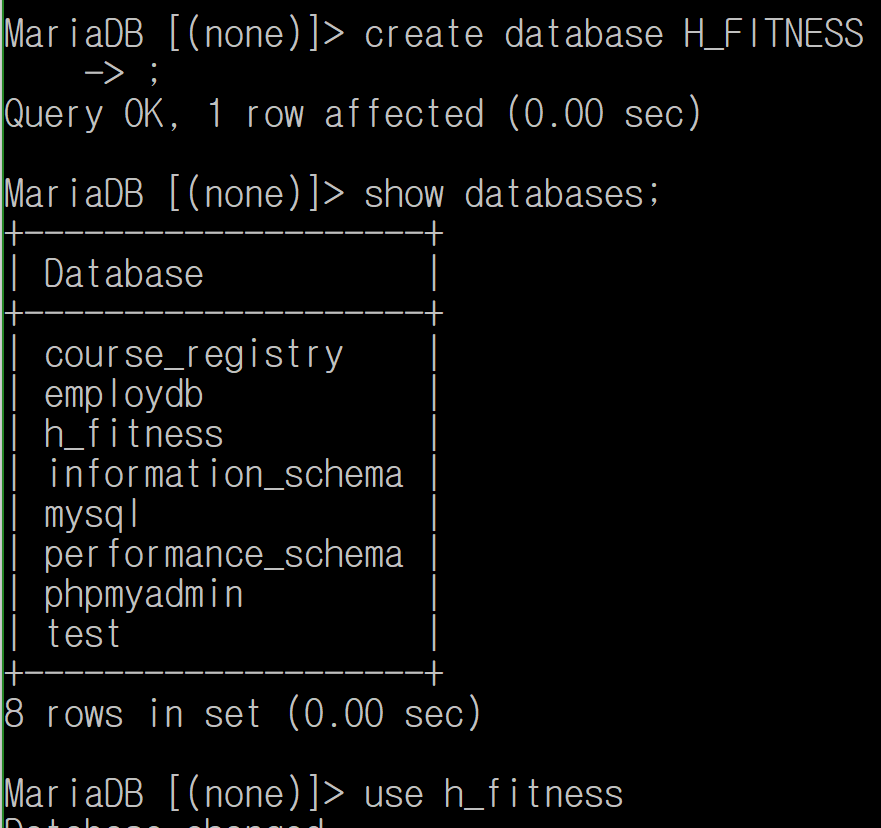 MariaDB [(none)]> create database H_FITNESS
    -> ;
Query OK, 1 row affected (0.00 sec)

MariaDB [(none)]> show databases;
+--------------------+
| Database           |
+--------------------+
| course_registry    |
| employdb           |
| h_fitness          |
| information_schema |
| mysql              |
| performance_schema |
| phpmyadmin         |
| test               |
+--------------------+
8 rows in set (0.00 sec)

MariaDB [(none)]> use h_fitness
Database changed